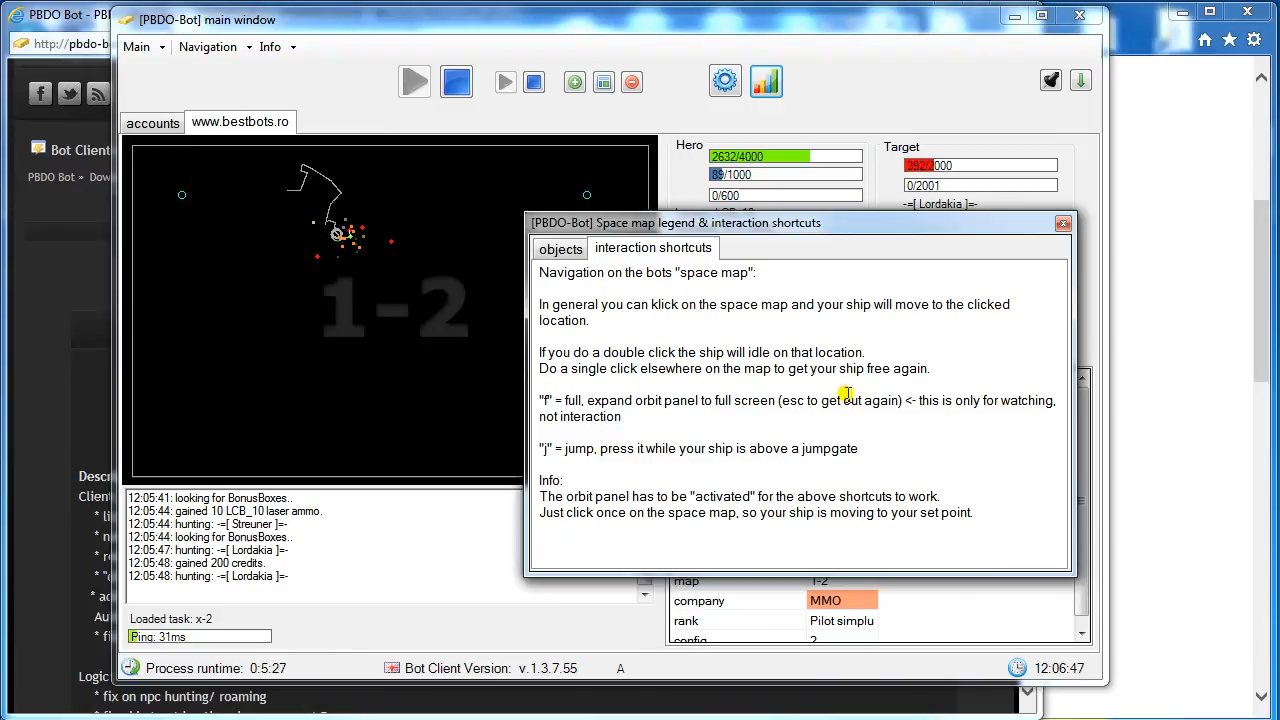 PBDO Bot - PB
[PBDO-Bot] main window
http://pbdo-b
Main
Navigation
Info
accounts
www.bestbots.ro
Bot Client
PBDO Bot » Dow
Hero
2632/4000
89/1000
0/600
Target
392/2000
0/2001
-=[ Lordakia ]=-
1-2
[PBDO-Bot] Space map legend & interaction shortcuts
objects
interaction shortcuts
Navigation on the bots "space map":
In general you can klick on the space map and your ship will move to the clicked
location.
If you do a double click the ship will idle on that location.
Do a single click elsewhere on the map to get your ship free again.
"f" = full, expand orbit panel to full screen (esc to get out again) <- this is only for watching,
not interaction
"j" = jump, press it while your ship is above a jumpgate
Info:
The orbit panel has to be "activated" for the above shortcuts to work.
Just click once on the space map, so your ship is moving to your set point.
12:05:41: looking for BonusBoxes..
12:05:44: gained 10 LCB_10 laser ammo.
12:05:44: hunting: -=[ Streuner ]=-
12:05:44: looking for BonusBoxes..
12:05:47: hunting: -=[ Lordakia ]=-
12:05:48: gained 200 credits.
12:05:48: hunting: -=[ Lordakia ]=-
map 1-2
company MMO
rank Pilot simplu
config 2
Loaded task: x-2
Ping: 31ms
Process runtime: 0:5:27
Bot Client Version: v.1.3.7.55
A
12:06:47
Descr
Client
* li
* n
* r
* "
* a
Au
* fi
Logic
* fix on npc hunting/ roaming